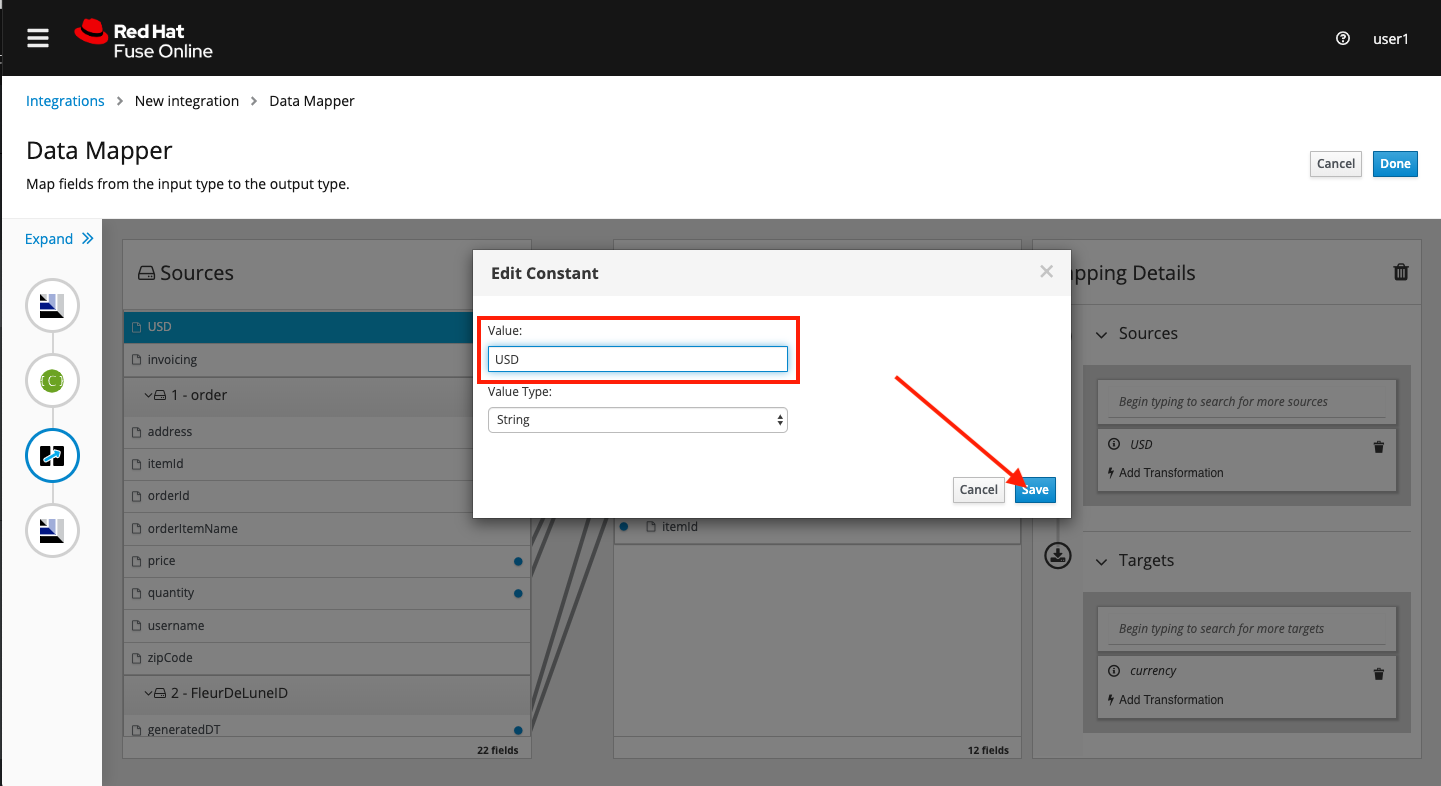 Red Hat
Fuse Online
user1
Integrations > New integration > Data Mapper
Data Mapper
Map fields from the input type to the output type.
Cancel
Done
Expand
Sources
USD
invoicing
1 - order
address
itemId
orderId
orderItemName
price
quantity
username
zipCode
2 - FleurDeLuneID
generatedDT
22 fields
Edit Constant
Value:
USD
Value Type:
String
Cancel
Save
itemId
12 fields
pping Details
Sources
Begin typing to search for more sources
USD
Add Transformation
Targets
Begin typing to search for more targets
currency
Add Transformation